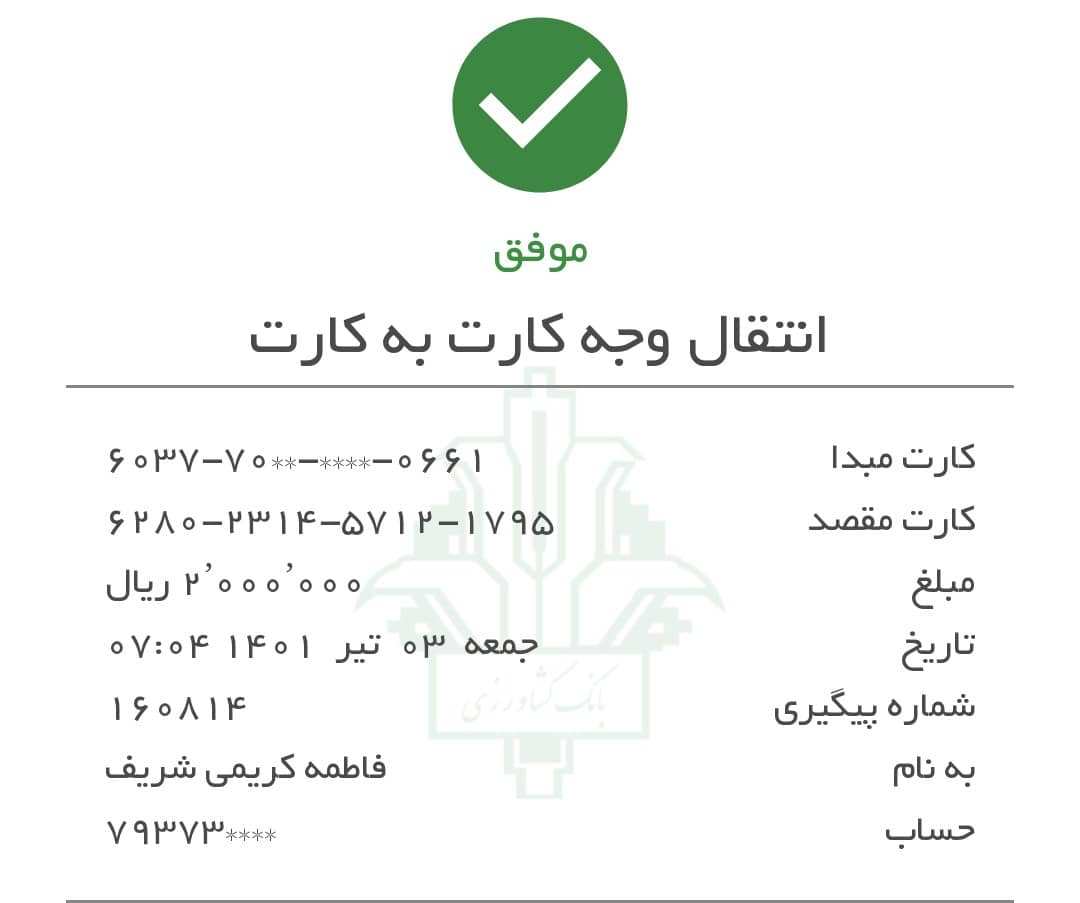 موفق
انتقال وجه کارت به کارت
کارت مبدا ۶۰۳۷-۷۰**-****-۰۶۶۱
کارت مقصد ۶۲۸۰-۲۳۱۴-۵۷۱۲-۱۷۹۵
مبلغ ۲٬۰۰۰٬۰۰۰ ریال
تاریخ جمعه ۰۳ تیر ۱۴۰۱ ۰۷:۰۴
بانک کشاورزی
شماره پیگیری ۱۶۰۸۱۴
به نام فاطمه کریمی شریف
حساب ۷۹۳۷۳****